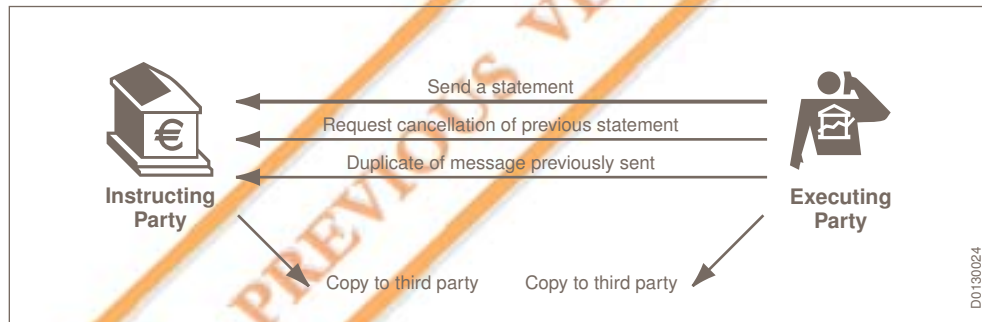 Send a statement
Request cancellation of previous statement
Duplicate of message previously sent
€
Instructing
Party
Executing
Party
Copy to third party
Copy to third party
D0130024
PREVIOUS